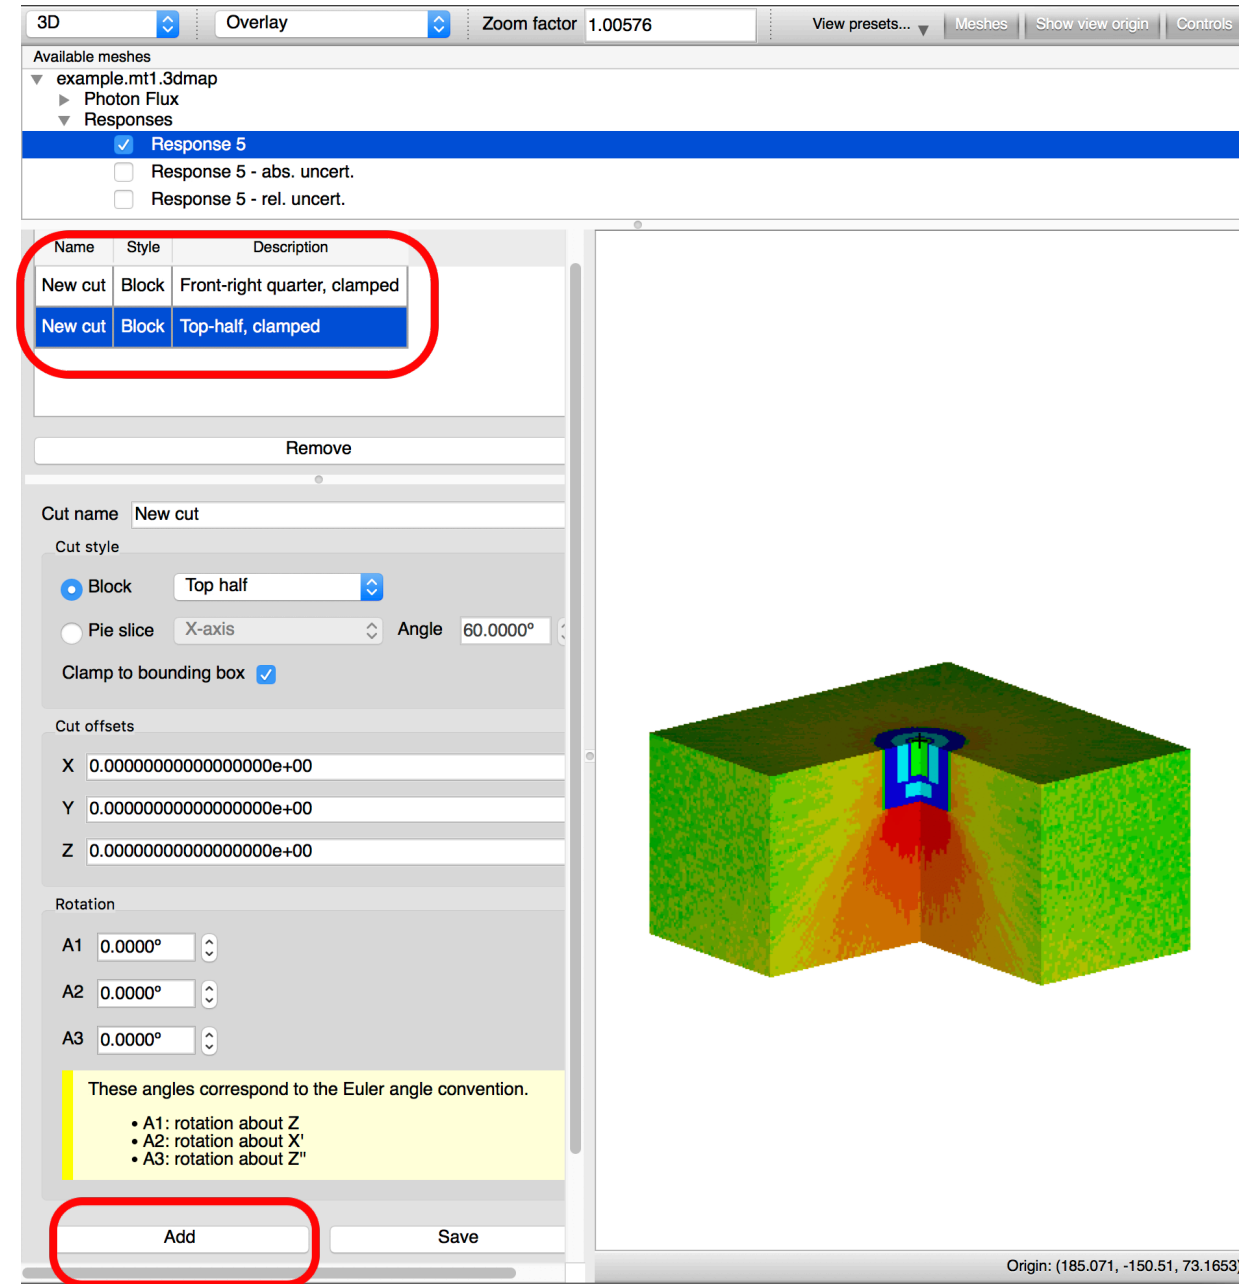 3D Overlay Zoom factor 1.00576 View presets... Meshes Show view origin Controls
Available meshes
example.mt1.3dmap
Photon Flux
Responses
Response 5
Response 5 - abs. uncert.
Response 5 - rel. uncert.
Name Style Description
New cut Block Front-right quarter, clamped
New cut Block Top-half, clamped
Remove
Cut name New cut
Cut style
Block Top half
Pie slice X-axis Angle 60.0000°
Clamp to bounding box
Cut offsets
X 0.00000000000000000e+00
Y 0.00000000000000000e+00
Z 0.00000000000000000e+00
Rotation
A1 0.0000°
A2 0.0000°
A3 0.0000°
These angles correspond to the Euler angle convention.
• A1: rotation about Z
• A2: rotation about X'
• A3: rotation about Z"
Add Save
Origin: (185.071, -150.51, 73.1653)